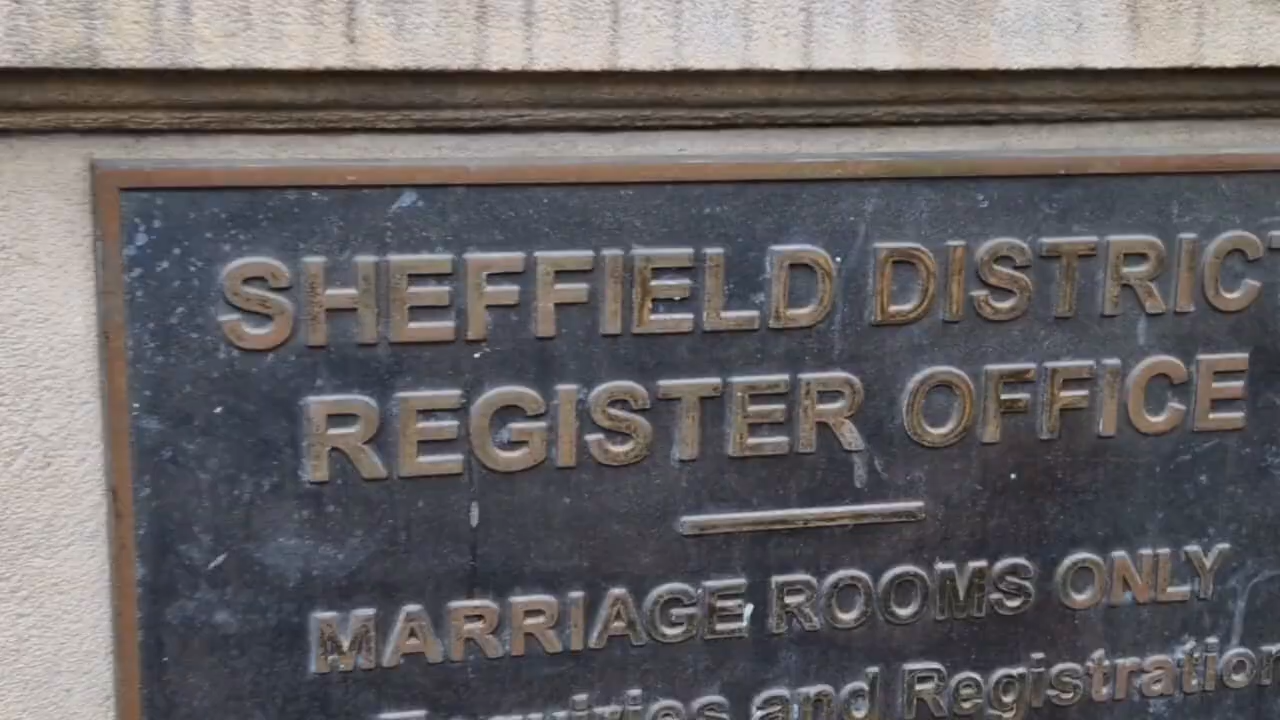 SHEFFIELD DISTRICT
REGISTER OFFICE
MARRIAGE ROOMS ONLY
and Registration